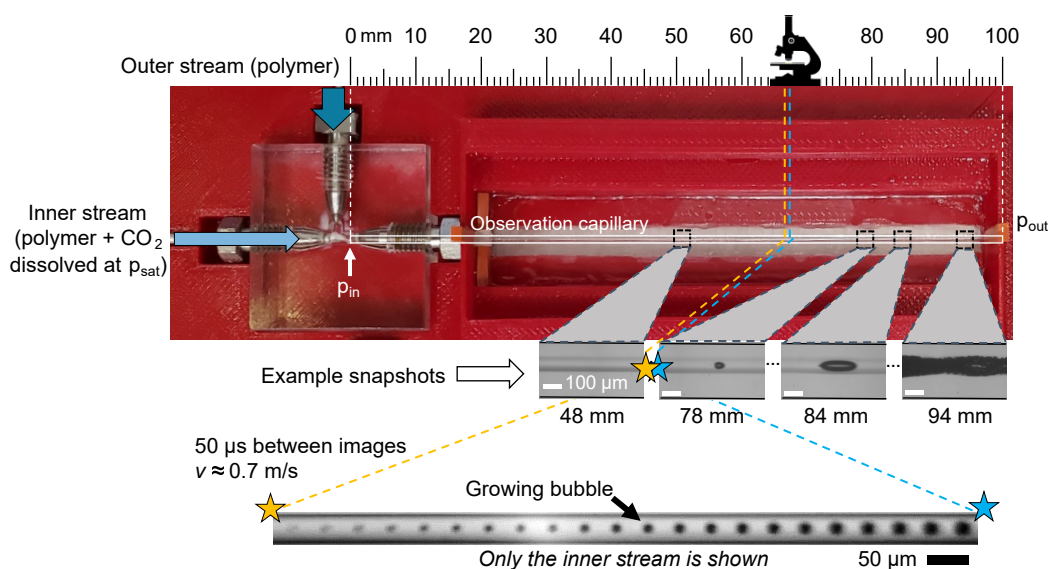 0 mm 10 20 30 40 50 60 80 90 100
Outer stream (polymer)
Inner stream
(polymer + CO2
dissolved at psat)
Observation capillary
pin
pout
Example snapshots
100 µm
48 mm 78 mm 84 mm 94 mm
... ...
50 µs between images
v ≈ 0.7 m/s
Growing bubble
Only the inner stream is shown
50 µm